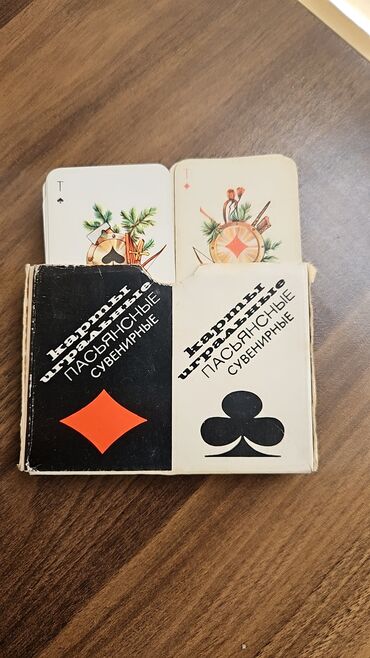 Т
Т
карты
игральные
ПАСЬЯНСНЫЕ
СУВЕНИРНЫЕ
карты
игральные
ПАСЬЯНСНЫЕ
СУВЕНИРНЫЕ